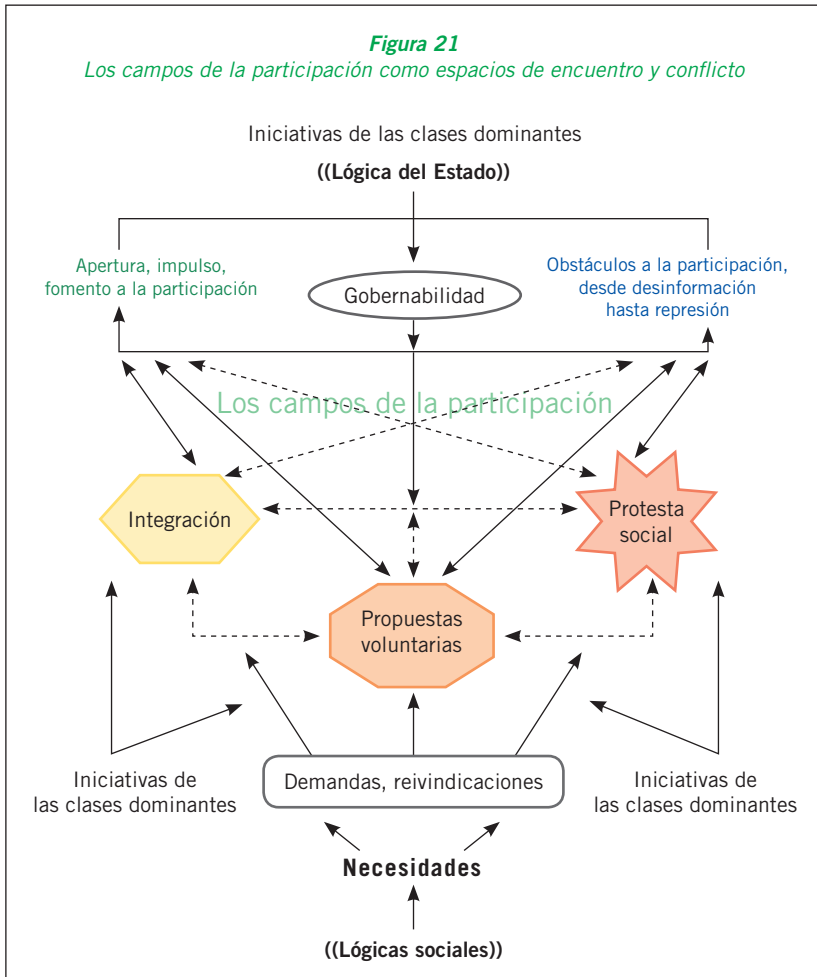 Figura 21
Los campos de la participación como espacios de encuentro y conflicto
Iniciativas de las clases dominantes
((Lógica del Estado))
Apertura, impulso,
fomento a la participación
Gobernabilidad
Obstáculos a la participación,
desde desinformación
hasta represión
Los campos de la participación
Integración
Protesta
social
Propuestas
voluntarias
Iniciativas de
las clases dominantes
Demandas, reivindicaciones
Iniciativas de
las clases dominantes
Necesidades
((Lógicas sociales))